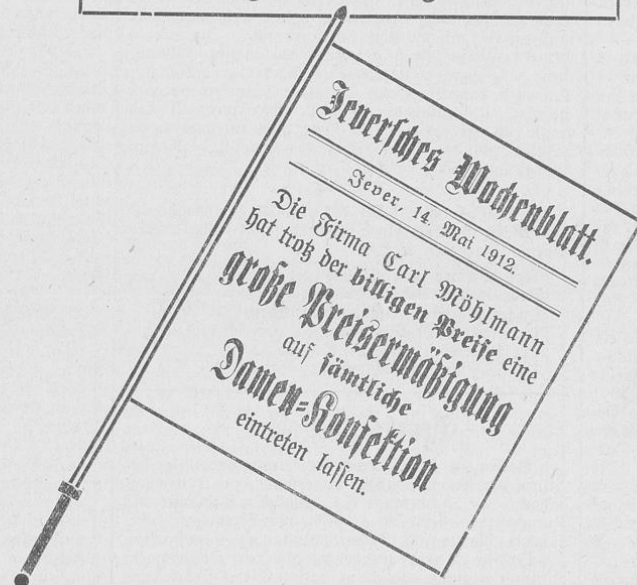 Jeversches Wochenblatt.
Jever, 14. Mai 1912.
Die Firma Carl Möhlmann
hat trotz der billigen Preise eine
große Preisermäßigung
auf sämtliche
Damen-Konfektion
eintreten lassen.